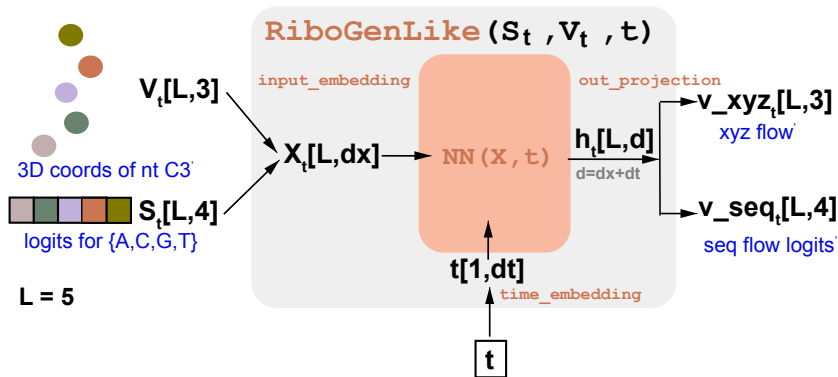 RiboGenLike(St ,Vt ,t)
input_embedding
out_projection
Vt[L,3]
v_xyzt[L,3]
xyz flow'
Xt[L,dx]
NN(X,t)
ht[L,d]
d=dx+dt
3D coords of nt C3'
St[L,4]
v_seqt[L,4]
logits for {A,C,G,T}
seq flow logits'
t[1,dt]
L = 5
time_embedding
t